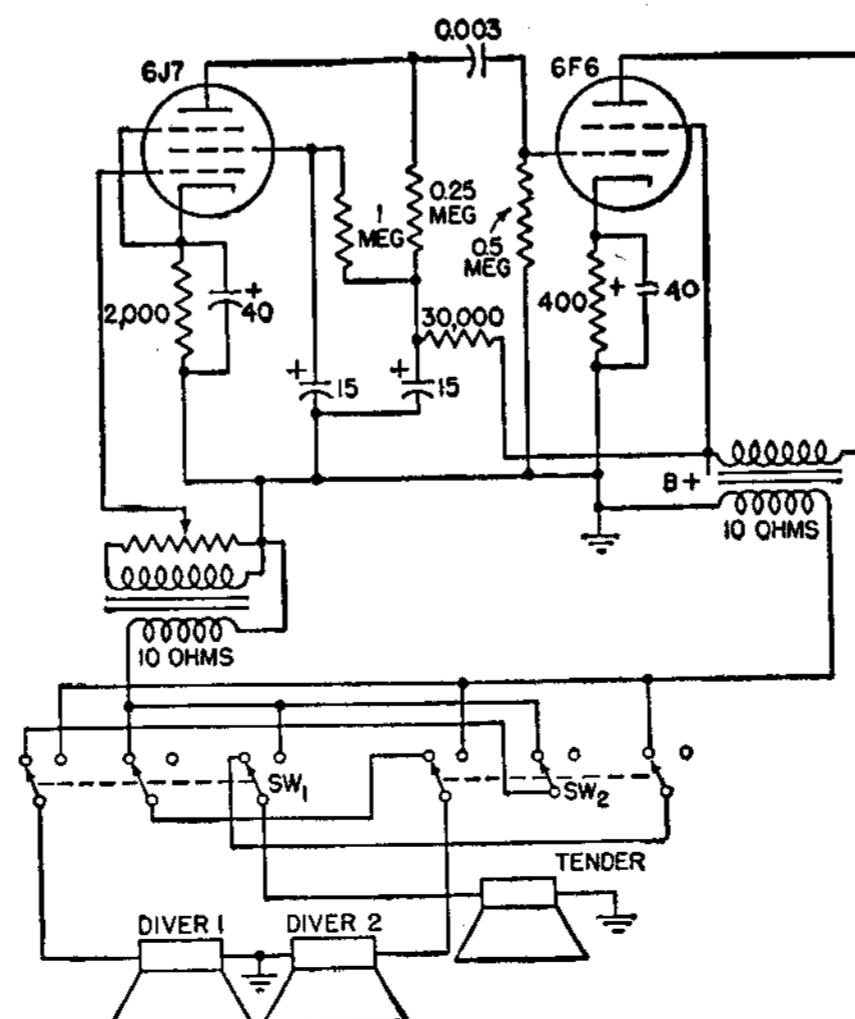 0.003
6J7
6F6
1
MEG
0.25
MEG
0.5
MEG
2,000
+
40
30,000
400
+
40
+
15
+
15
B+
10 OHMS
10 OHMS
SW1
SW2
TENDER
DIVER 1
DIVER 2